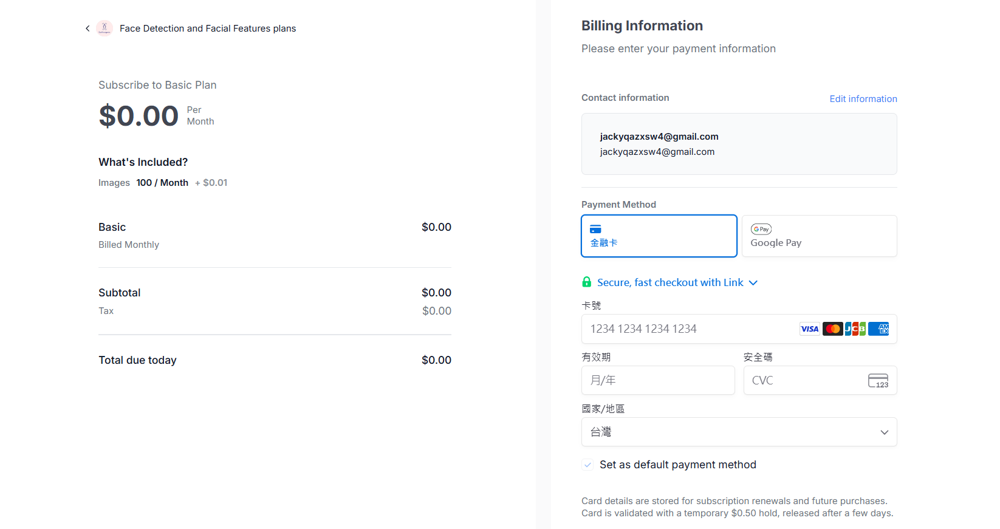 Face Detection and Facial Features plans
Subscribe to Basic Plan
$0.00 Per Month
What's Included?
Images 100 / Month + $0.01
Basic $0.00
Billed Monthly
Subtotal $0.00
Tax $0.00
Total due today $0.00
Billing Information
Please enter your payment information
Contact information Edit information
jackyqazxsw4@gmail.com
jackyqazxsw4@gmail.com
Payment Method
金融卡
G Pay
Google Pay
Secure, fast checkout with Link
卡號
1234 1234 1234 1234 VISA JCB AMEX
有效期 安全碼
月/年 CVC 123
國家/地區
台灣
Set as default payment method
Card details are stored for subscription renewals and future purchases.
Card is validated with a temporary $0.50 hold, released after a few days.